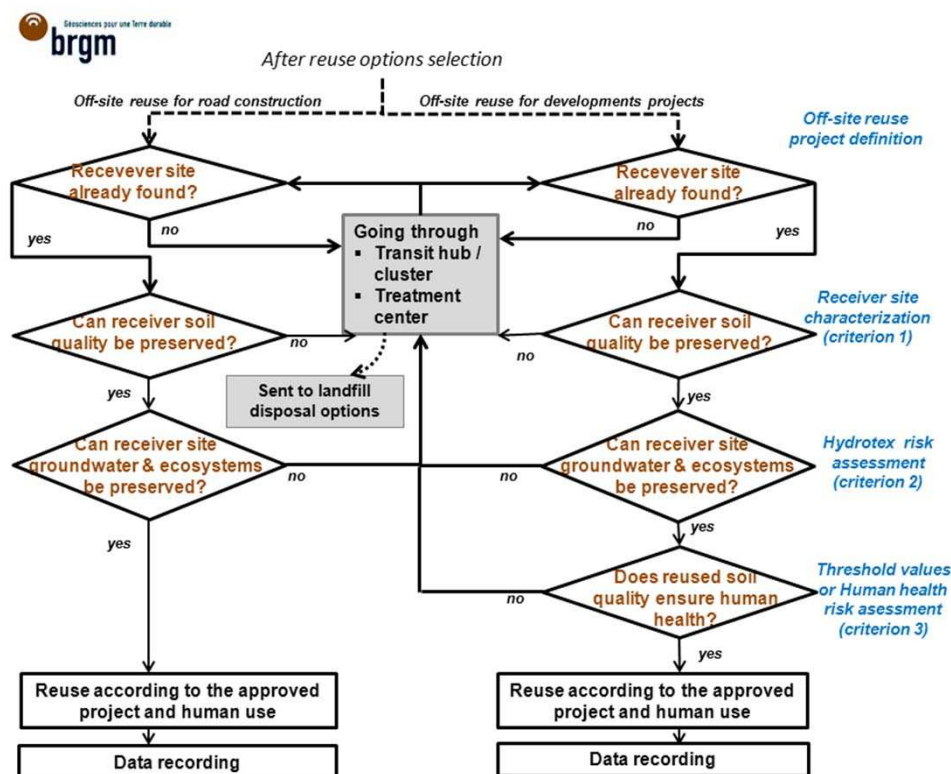 Géosciences pour une Terre durable
brgm
After reuse options selection
Off-site reuse for road construction
Off-site reuse for developments projects
Off-site reuse
project definition
Recevever site
already found?
Recevever site
already found?
yes
no
Going through
▪ Transit hub /
cluster
▪ Treatment
center
no
yes
Can receiver soil
quality be preserved?
no
Can receiver soil
quality be preserved?
no
Receiver site
characterization
(criterion 1)
yes
Sent to landfill
disposal options
yes
Can receiver site
groundwater & ecosystems
be preserved?
no
Can receiver site
groundwater & ecosystems
be preserved?
no
Hydrotex risk
assessment
(criterion 2)
yes
yes
Does reused soil
quality ensure human
health?
no
Threshold values
or Human health
risk asessment
(criterion 3)
yes
Reuse according to the approved
project and human use
Reuse according to the approved
project and human use
Data recording
Data recording